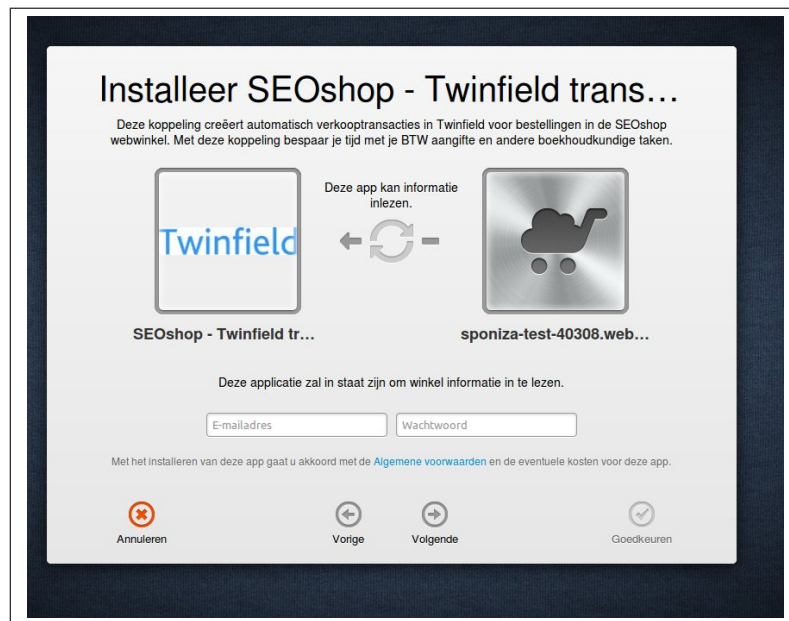 Installeer SEOshop - Twinfield trans...
Deze koppeling creëert automatisch verkooptransacties in Twinfield voor bestellingen in de SEOshop
webwinkel. Met deze koppeling bespaar je tijd met je BTW aangifte en andere boekhoudkundige taken.
Deze app kan informatie
inlezen.
Twinfield
SEOshop - Twinfield tr...
sponiza-test-40308.web...
Deze applicatie zal in staat zijn om winkel informatie in te lezen.
E-mailadres
Wachtwoord
Met het installeren van deze app gaat u akkoord met de Algemene voorwaarden en de eventuele kosten voor deze app.
Annuleren
Vorige
Volgende
Goedkeuren